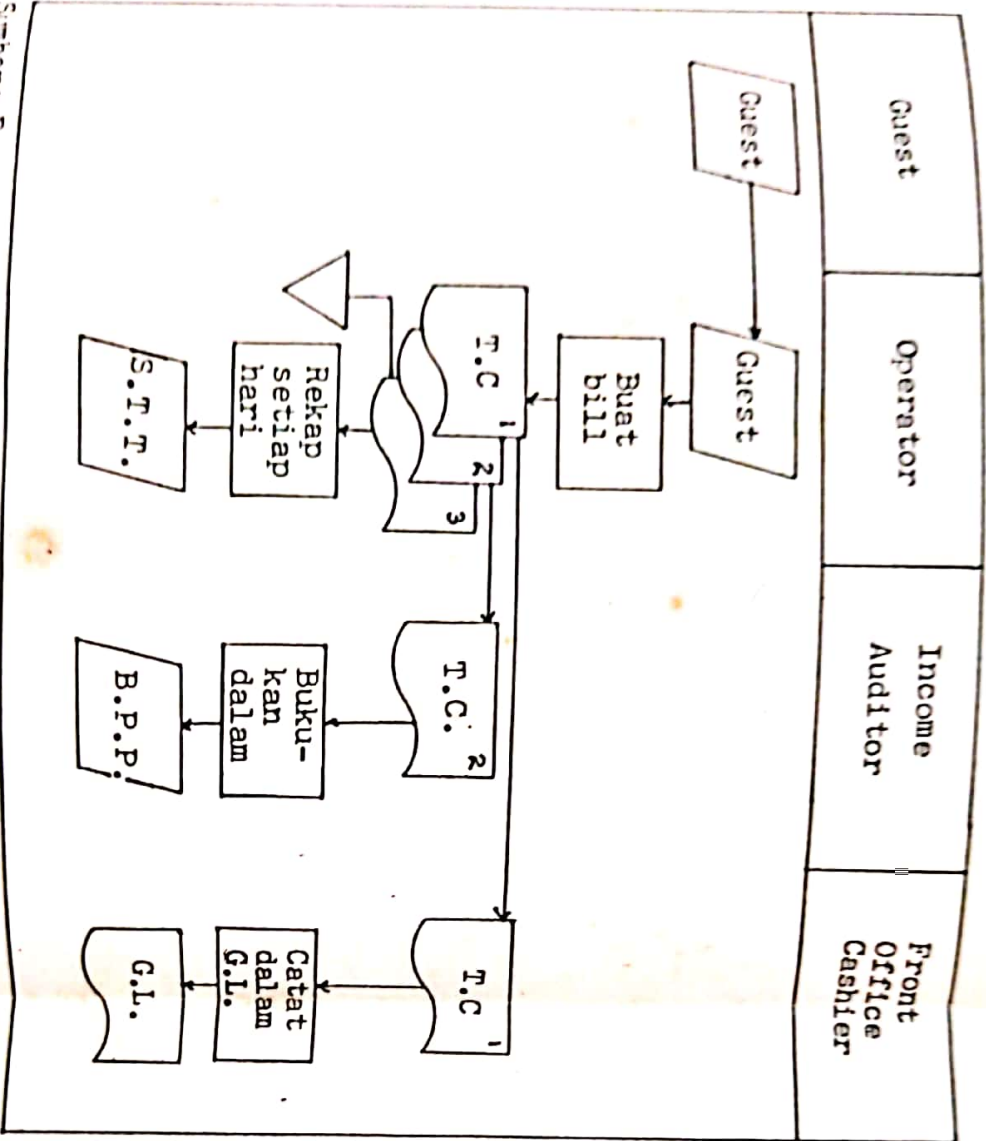 Guest
Operator
Income
Auditor
Front
Office
Cashier
Guest
Guest
Buat
bill
T.C
1
2
3
Rekap
setiap
hari
S.T.T.
T.C.
2
Buku-
kan
dalam
B.P.P.
T.C
1
Catat
dalam
G.L.
G.L.